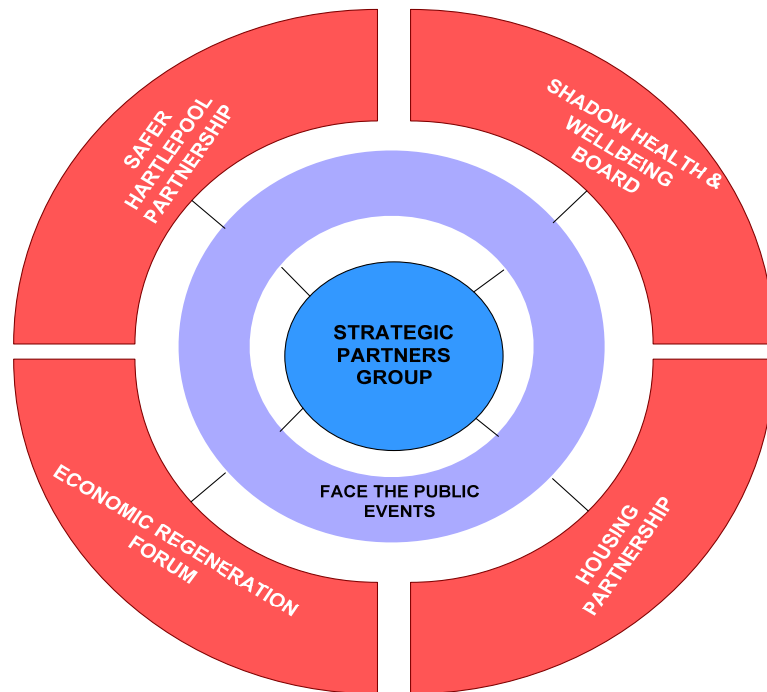 SAFER
HARTLEPOOL
PARTNERSHIP
SHADOW HEALTH &
WELLBEING
BOARD
STRATEGIC
PARTNERS
GROUP
FACE THE PUBLIC
EVENTS
ECONOMIC REGENERATION
FORUM
HOUSING
PARTNERSHIP